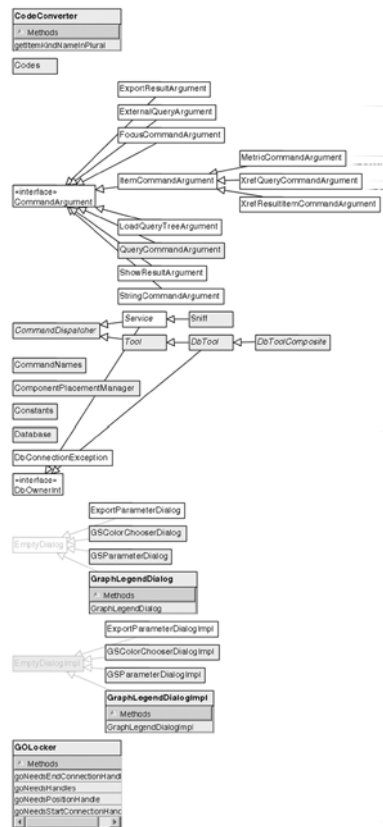 CodeConverter
Methods
getItemKindNameInPlural
Codes
ExportResultArgument
ExternalQueryArgument
FocusCommandArgument
MetricCommandArgument
ItemCommandArgument
XrefQueryCommandArgument
«interface»
CommandArgument
XrefResultItemCommandArgument
LoadQueryTreeArgument
QueryCommandArgument
ShowResultArgument
StringCommandArgument
Service
Sniff
CommandDispatcher
Tool
DbTool
DbToolComposite
CommandNames
ComponentPlacementManager
Constants
Database
DbConnectionException
«interface»
DbOwnerInt
ExportParameterDialog
GSColorChooserDialog
EmptyDialog
GSParameterDialog
GraphLegendDialog
Methods
GraphLegendDialog
ExportParameterDialogImpl
GSColorChooserDialogImpl
EmptyDialogImpl
GSParameterDialogImpl
GraphLegendDialogImpl
Methods
GraphLegendDialogImpl
GOLocker
Methods
goNeedsEndConnectionHandl
goNeedsHandles
goNeedsPositionHandle
goNeedsStartConnectionHanc